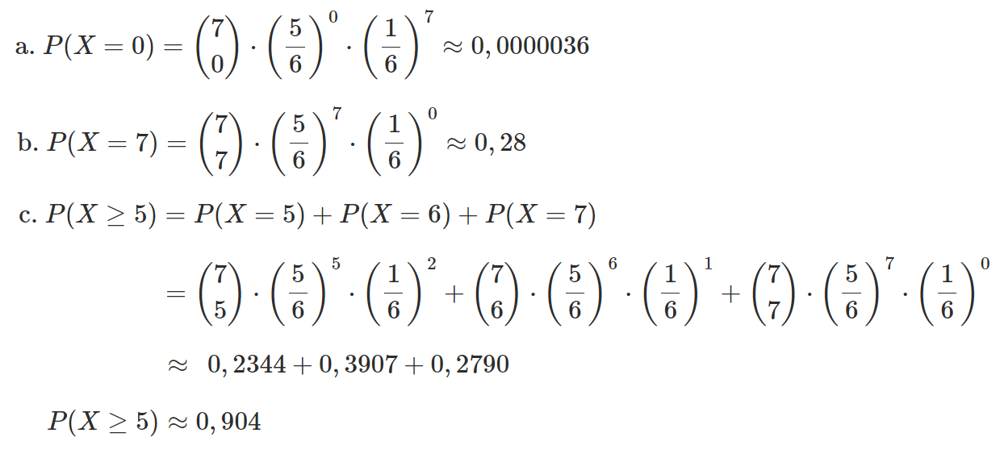 a. $P(X = 0) = \binom{7}{0} \cdot \left(\frac{5}{6}\right)^0 \cdot \left(\frac{1}{6}\right)^7 \approx 0,0000036$
b. $P(X = 7) = \binom{7}{7} \cdot \left(\frac{5}{6}\right)^7 \cdot \left(\frac{1}{6}\right)^0 \approx 0,28$
c. $P(X \geq 5) = P(X = 5) + P(X = 6) + P(X = 7)$
$= \binom{7}{5} \cdot \left(\frac{5}{6}\right)^5 \cdot \left(\frac{1}{6}\right)^2 + \binom{7}{6} \cdot \left(\frac{5}{6}\right)^6 \cdot \left(\frac{1}{6}\right)^1 + \binom{7}{7} \cdot \left(\frac{5}{6}\right)^7 \cdot \left(\frac{1}{6}\right)^0$
$\approx 0,2344 + 0,3907 + 0,2790$
$P(X \geq 5) \approx 0,904$